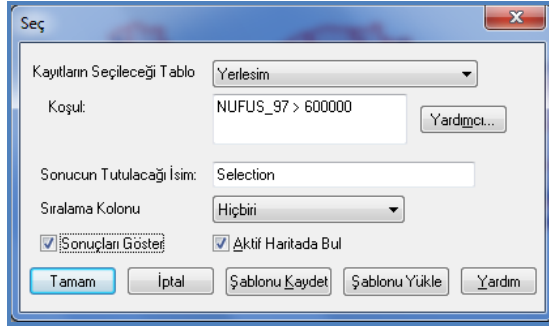 Seç
Kayıtların Seçileceği Tablo Yerlesim
Koşul: NUFUS_97 > 600000
Yardımcı...
Sonucun Tutulacağı İsim: Selection
Sıralama Kolonu Hiçbiri
Sonuçları Göster Aktif Haritada Bul
Tamam İptal Şablonu Kaydet Şablonu Yükle Yardım